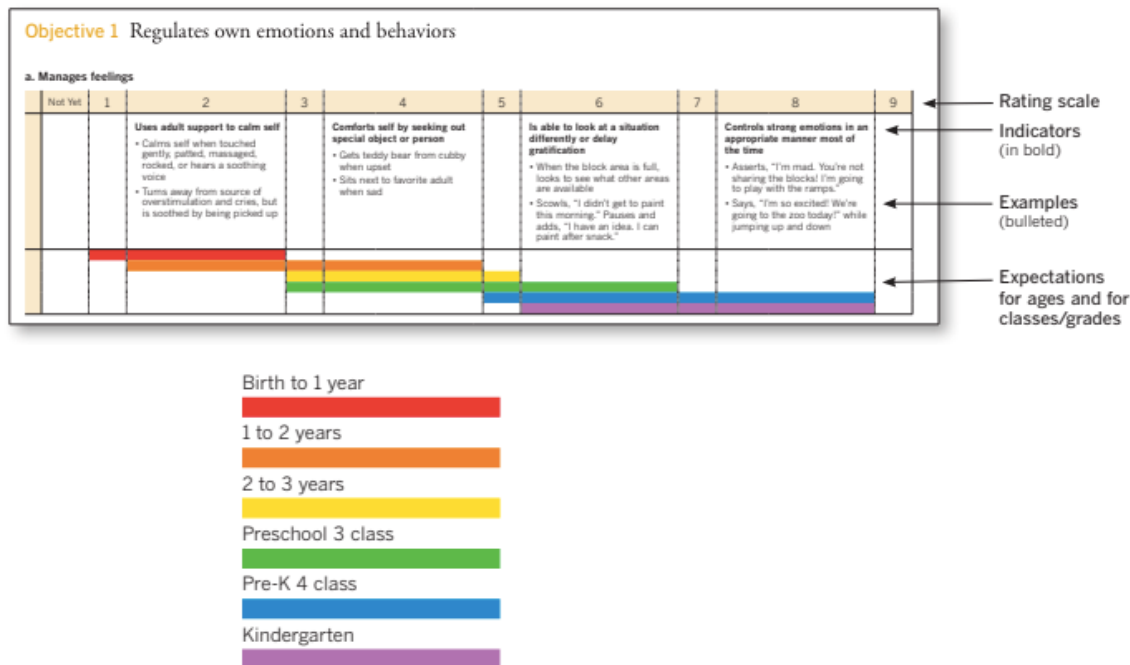 Objective 1 Regulates own emotions and behaviors
a. Manages feelings
Not Yet 1 2 3 4 5 6 7 8 9
Uses adult support to calm self
• Calms self when touched
gently, patted, massaged,
rocked, or hears a soothing
voice
• Turns away from source of
overstimulation and cries, but
is soothed by being picked up
Comforts self by seeking out
special object or person
• Gets teddy bear from cubby
when upset
• Sits next to favorite adult
when sad
Is able to look at a situation
differently or delay
gratification
• When the block area is full,
looks to see what other areas
are available
• Scowls, "I didn't get to paint
this morning." Pauses and
adds, "I have an idea. I can
paint after snack."
Controls strong emotions in an
appropriate manner most of
the time
• Asserts, "I'm mad. You're not
sharing the blocks! I'm going
to play with the ramps."
• Says, "I'm so excited! We're
going to the zoo today!" while
jumping up and down
Rating scale
Indicators
(in bold)
Examples
(bulleted)
Expectations
for ages and for
classes/grades
Birth to 1 year
1 to 2 years
2 to 3 years
Preschool 3 class
Pre-K 4 class
Kindergarten